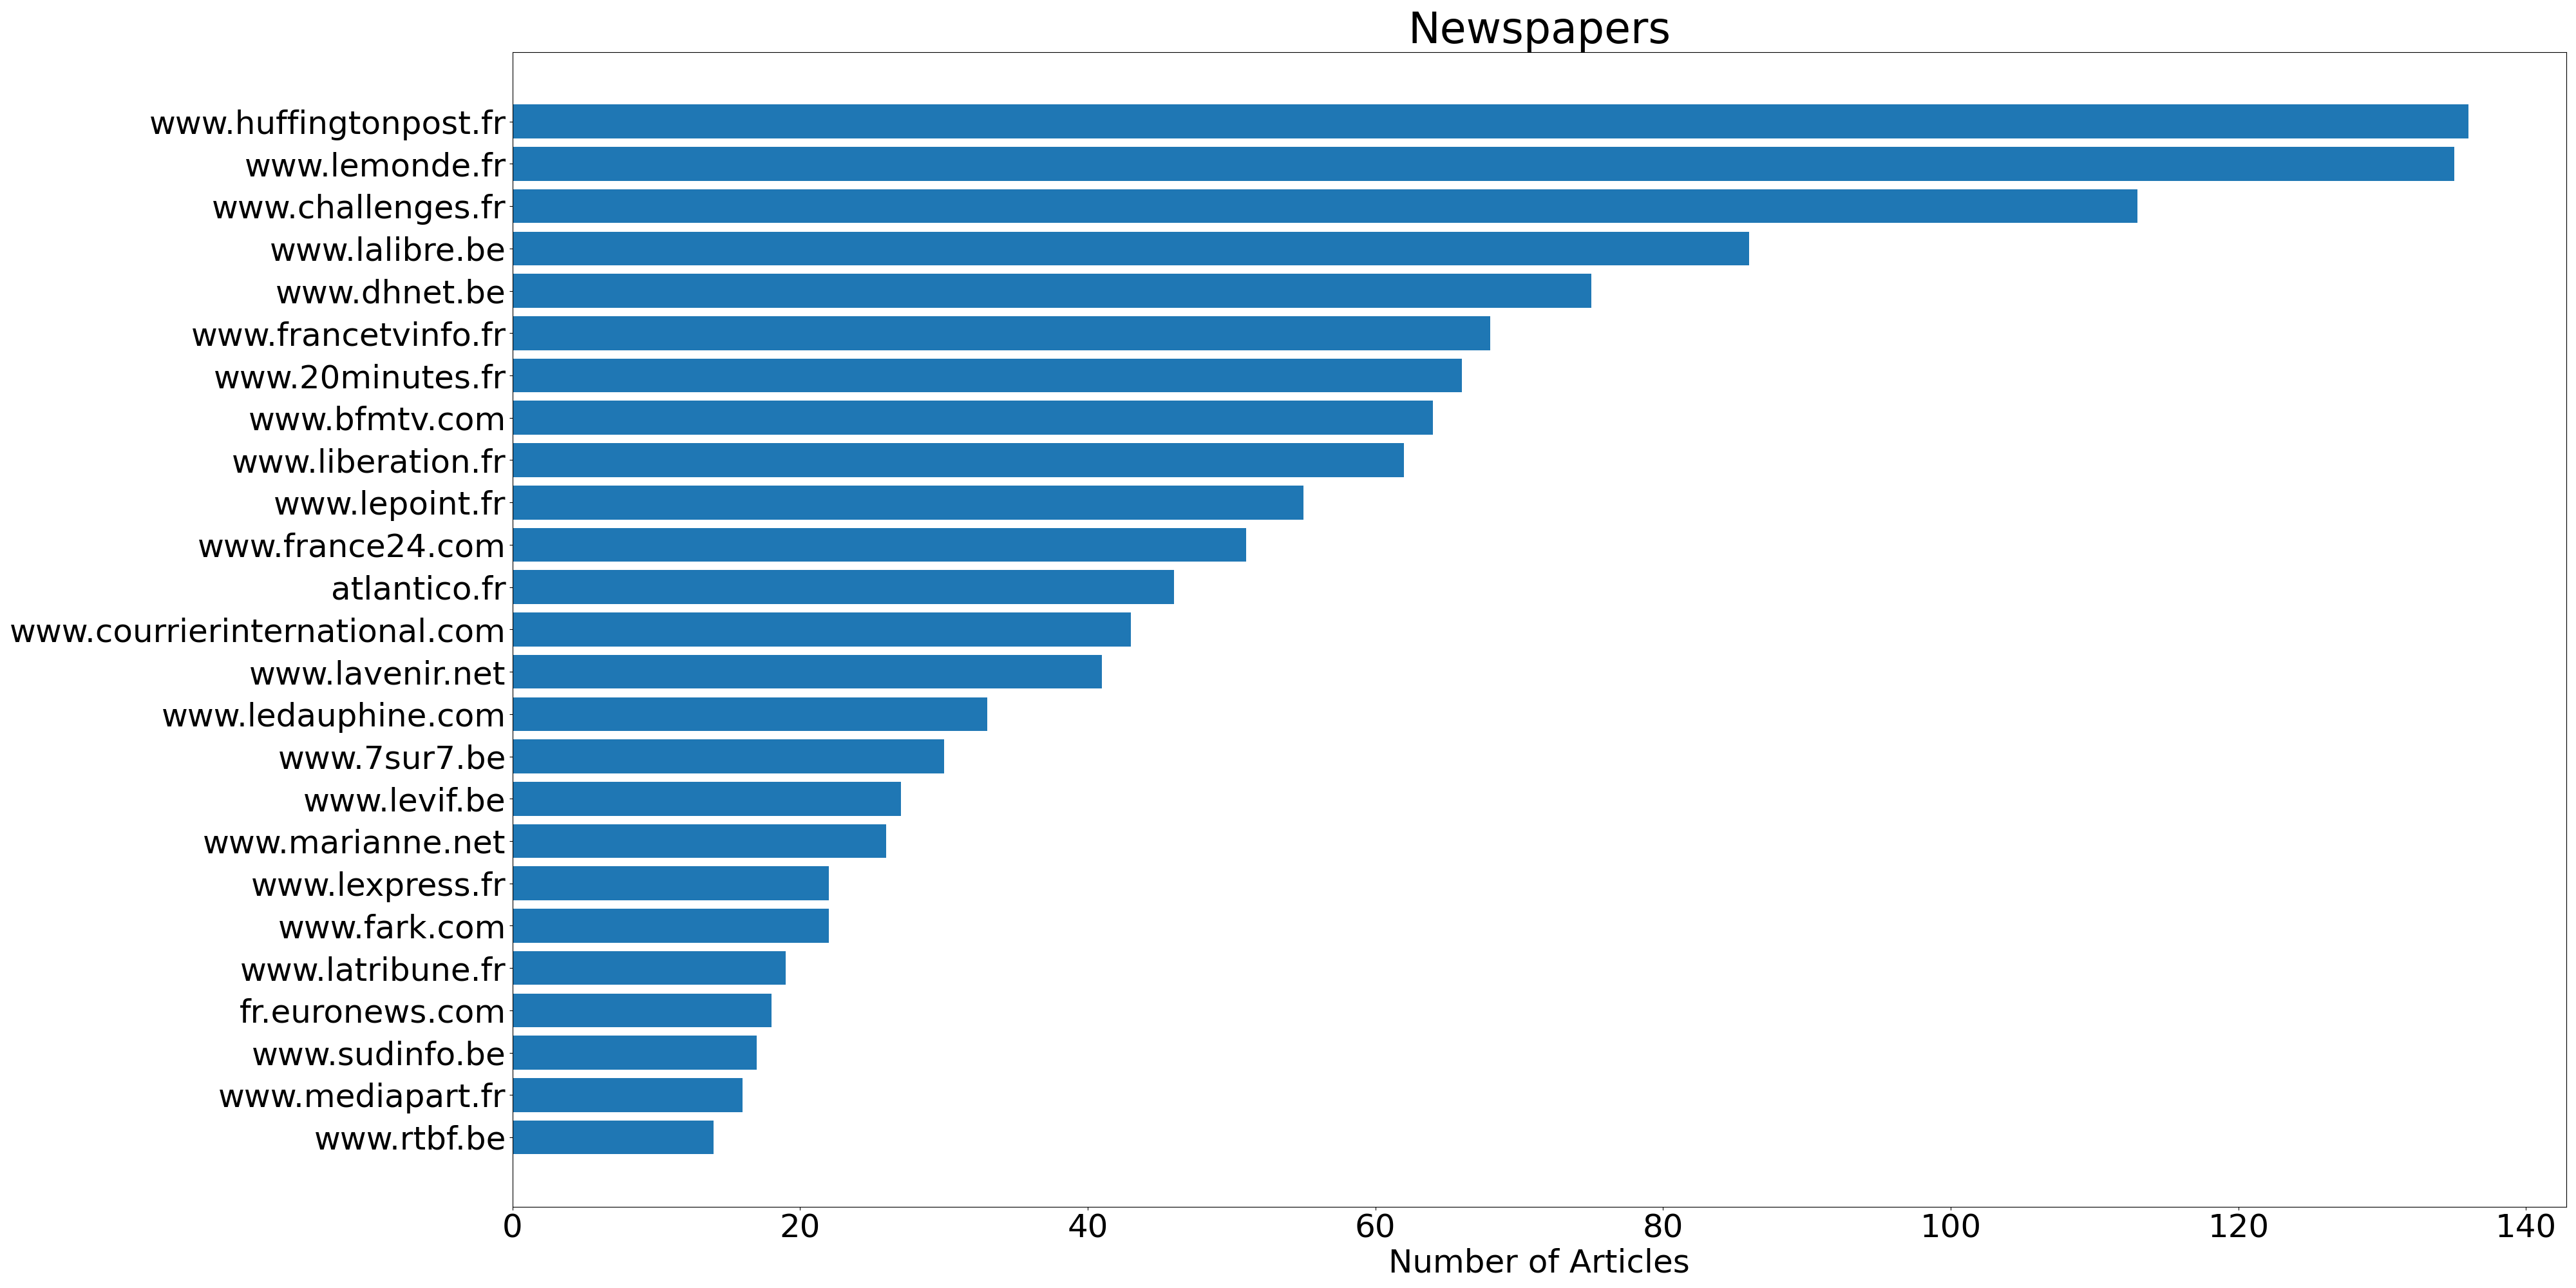 Newspapers
www.huffingtonpost.fr
www.lemonde.fr
www.challenges.fr
www.lalibre.be
www.dhnet.be
www.francetvinfo.fr
www.20minutes.fr
www.bfmtv.com
www.liberation.fr
www.lepoint.fr
www.france24.com
atlantico.fr
www.courrierinternational.com
www.lavenir.net
www.ledauphine.com
www.7sur7.be
www.levif.be
www.marianne.net
www.lexpress.fr
www.fark.com
www.latribune.fr
fr.euronews.com
www.sudinfo.be
www.mediapart.fr
www.rtbf.be
0 20 40 60 80 100 120 140
Number of Articles